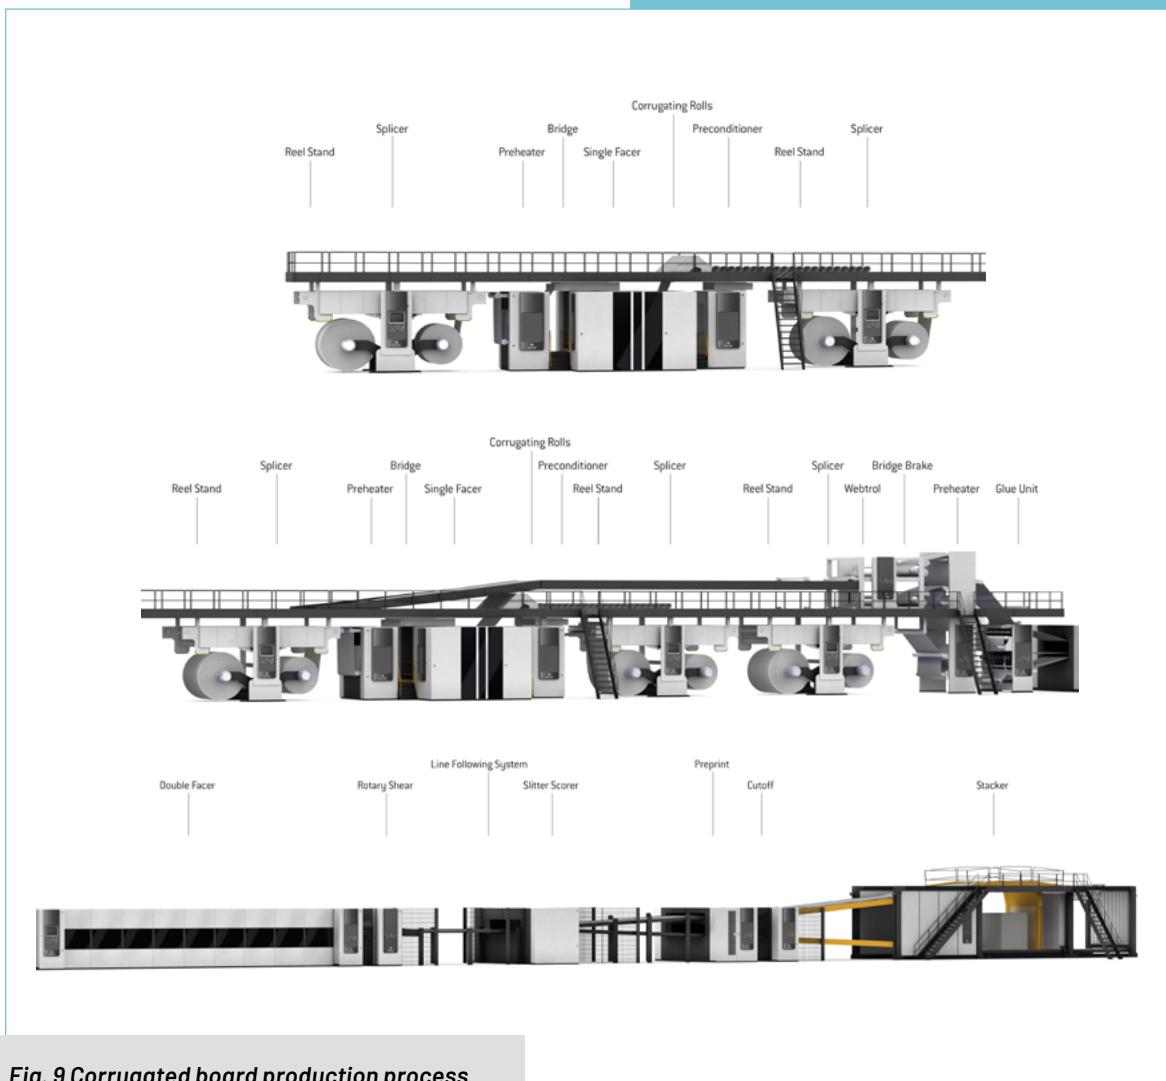 Corrugating Rolls
Splicer Bridge Preconditioner Splicer
Reel Stand Preheater Single Facer Reel Stand
Corrugating Rolls
Splicer Bridge Preconditioner Splicer Splicer Bridge Brake
Reel Stand Preheater Single Facer Reel Stand Reel Stand Webtrol Preheater Glue Unit
Line Following System Preprint
Double Facer Rotary Shear Slitter Scorer Cutoff Stacker
Fig. 9 Corrugated board production process